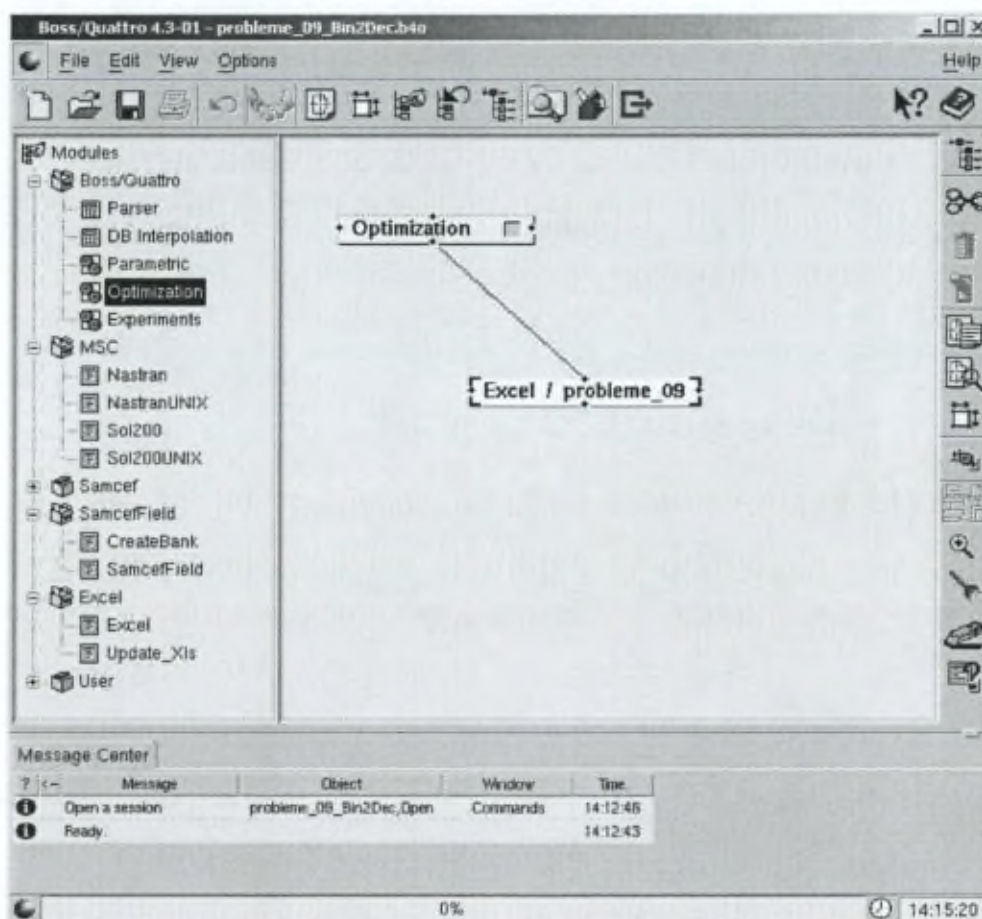 Boss/Quattro 4.3-01 - probleme_09_Bin2Dec.b4o
File Edit View Options Help
Modules
Boss/Quattro
Parser
DB Interpolation
Parametric
Optimization
Experiments
MSC
Nastran
NastranUNIX
Sol200
Sol200UNIX
Samcef
SamcefField
CreateBank
SamcefField
Excel
Excel
Update_Xls
User
Optimization
Excel / probleme_09
Message Center
? <-- Message Object Window Time
Open a session probleme_09_Bin2Dec,Open Commands 14:12:46
Ready. 14:12:43
0% 14:15:20